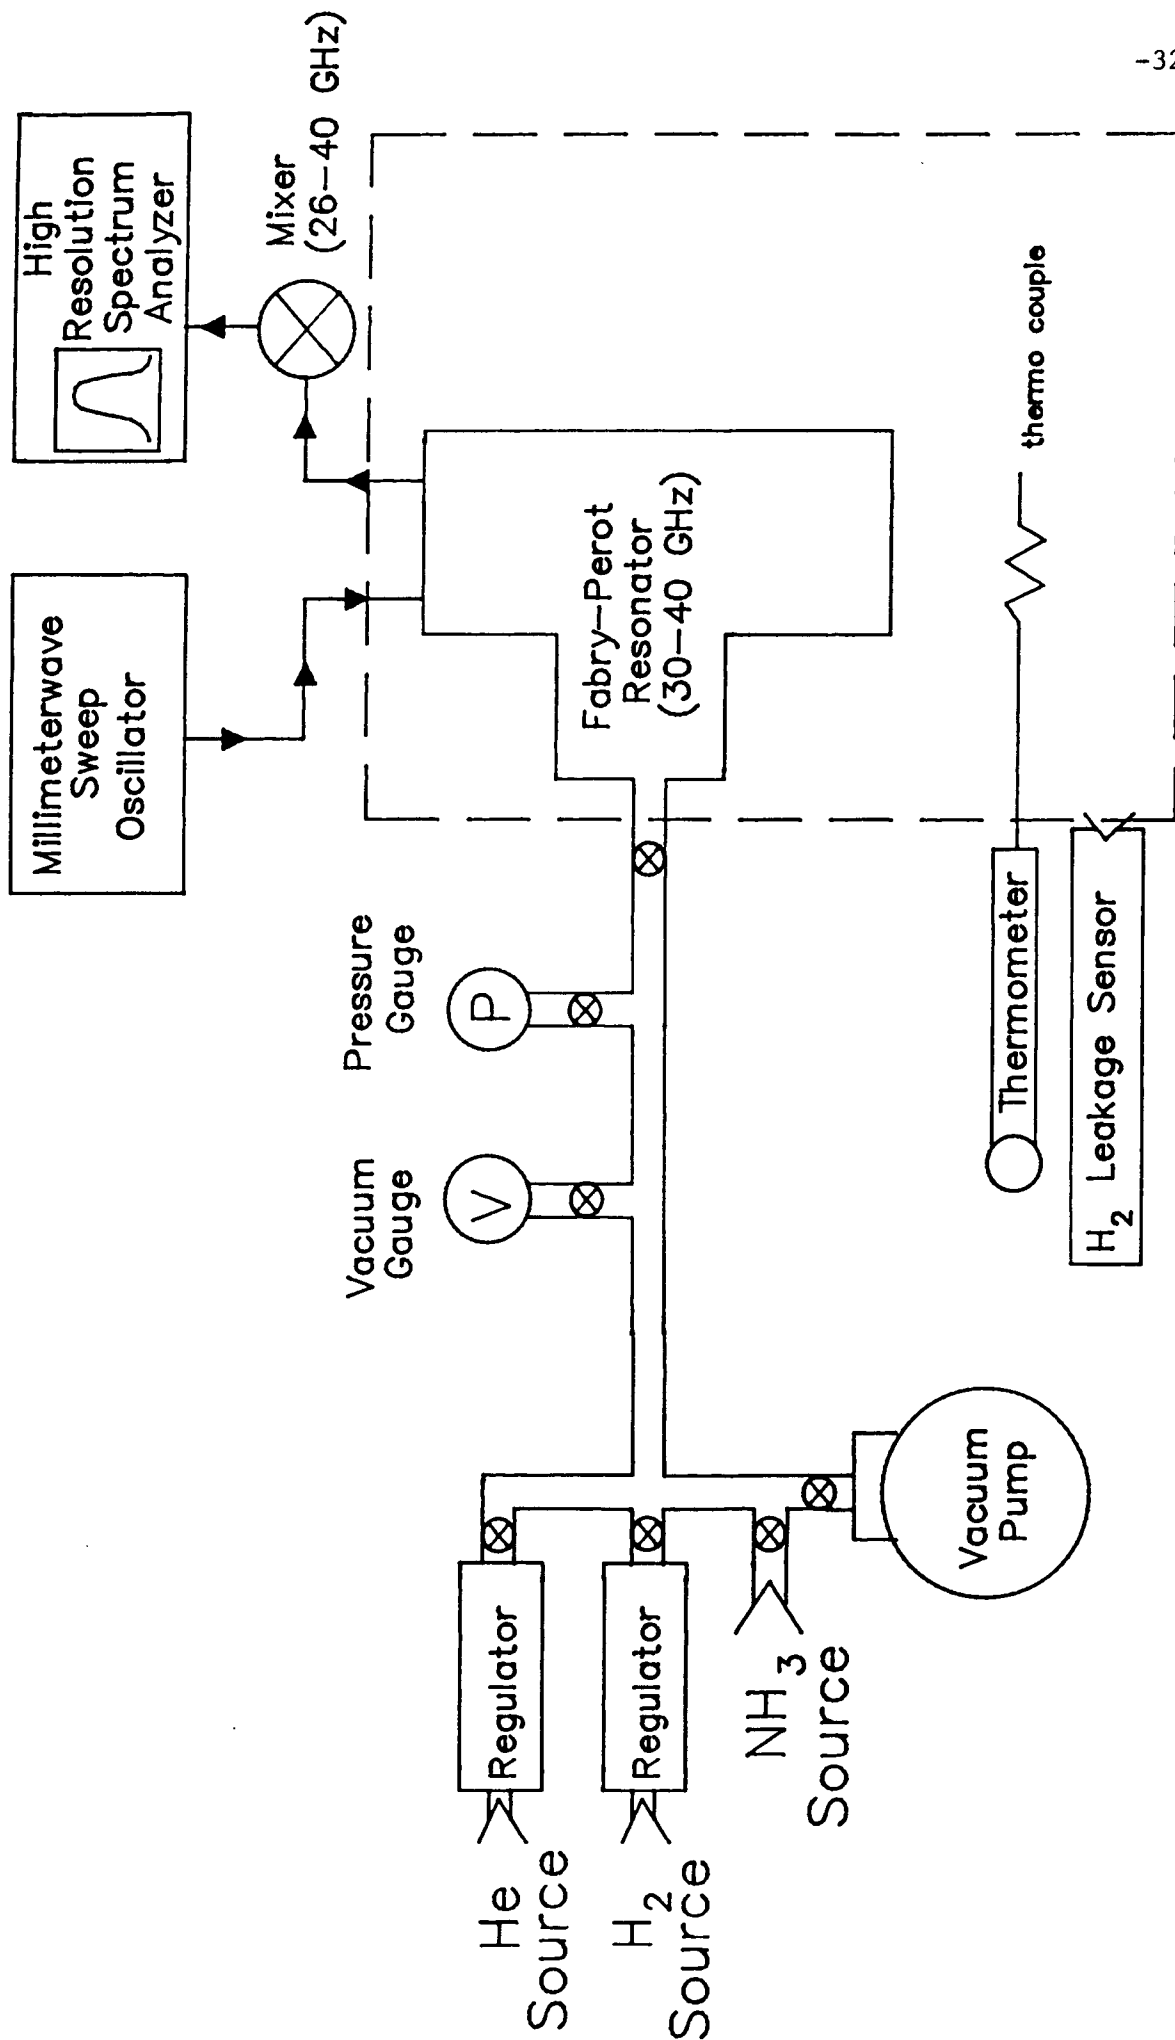 Millimeterwave
Sweep
Oscillator
High
Resolution
Spectrum
Analyzer
Mixer
(26–40 GHz)
Pressure
Gauge
P
Vacuum
Gauge
V
Fabry–Perot
Resonator
(30–40 GHz)
He
Source
Regulator
H2
Source
Regulator
NH3
Source
Vacuum
Pump
Thermometer
thermo couple
H2 Leakage Sensor
-32